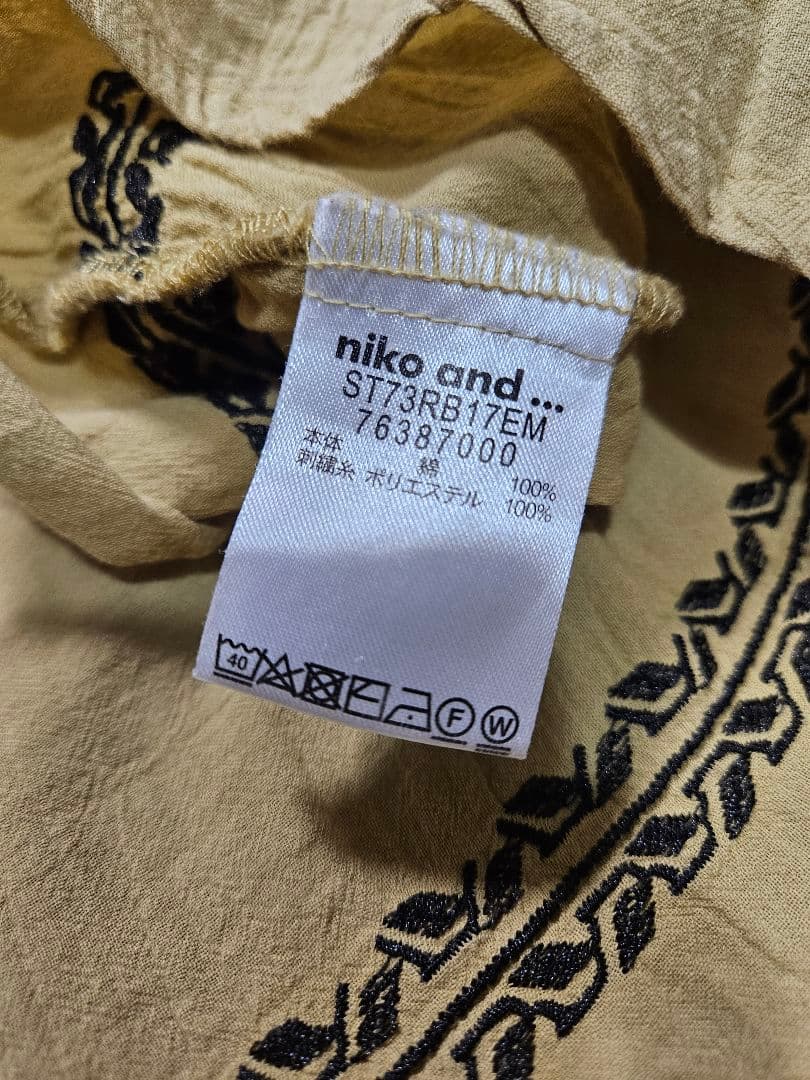 niko and ...
ST73RB17EM
76387000
本体 綿 100%
刺繍糸 ポリエステル 100%
40
F W